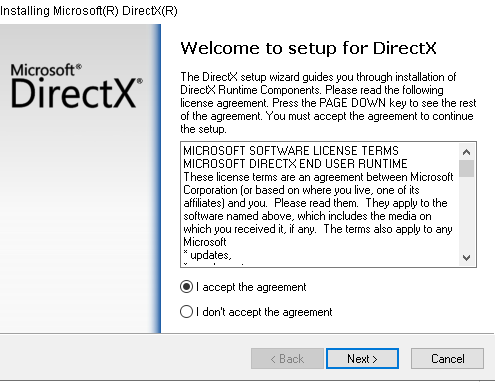 Installing Microsoft(R) DirectX(R)
Microsoft®
DirectX®
Welcome to setup for DirectX
The DirectX setup wizard guides you through installation of
DirectX Runtime Components. Please read the following
license agreement. Press the PAGE DOWN key to see the rest
of the agreement. You must accept the agreement to continue
the setup.
MICROSOFT SOFTWARE LICENSE TERMS
MICROSOFT DIRECTX END USER RUNTIME
These license terms are an agreement between Microsoft
Corporation (or based on where you live, one of its
affiliates) and you. Please read them. They apply to the
software named above, which includes the media on
which you received it, if any. The terms also apply to any
Microsoft
* updates,
I accept the agreement
I don't accept the agreement
< Back
Next >
Cancel